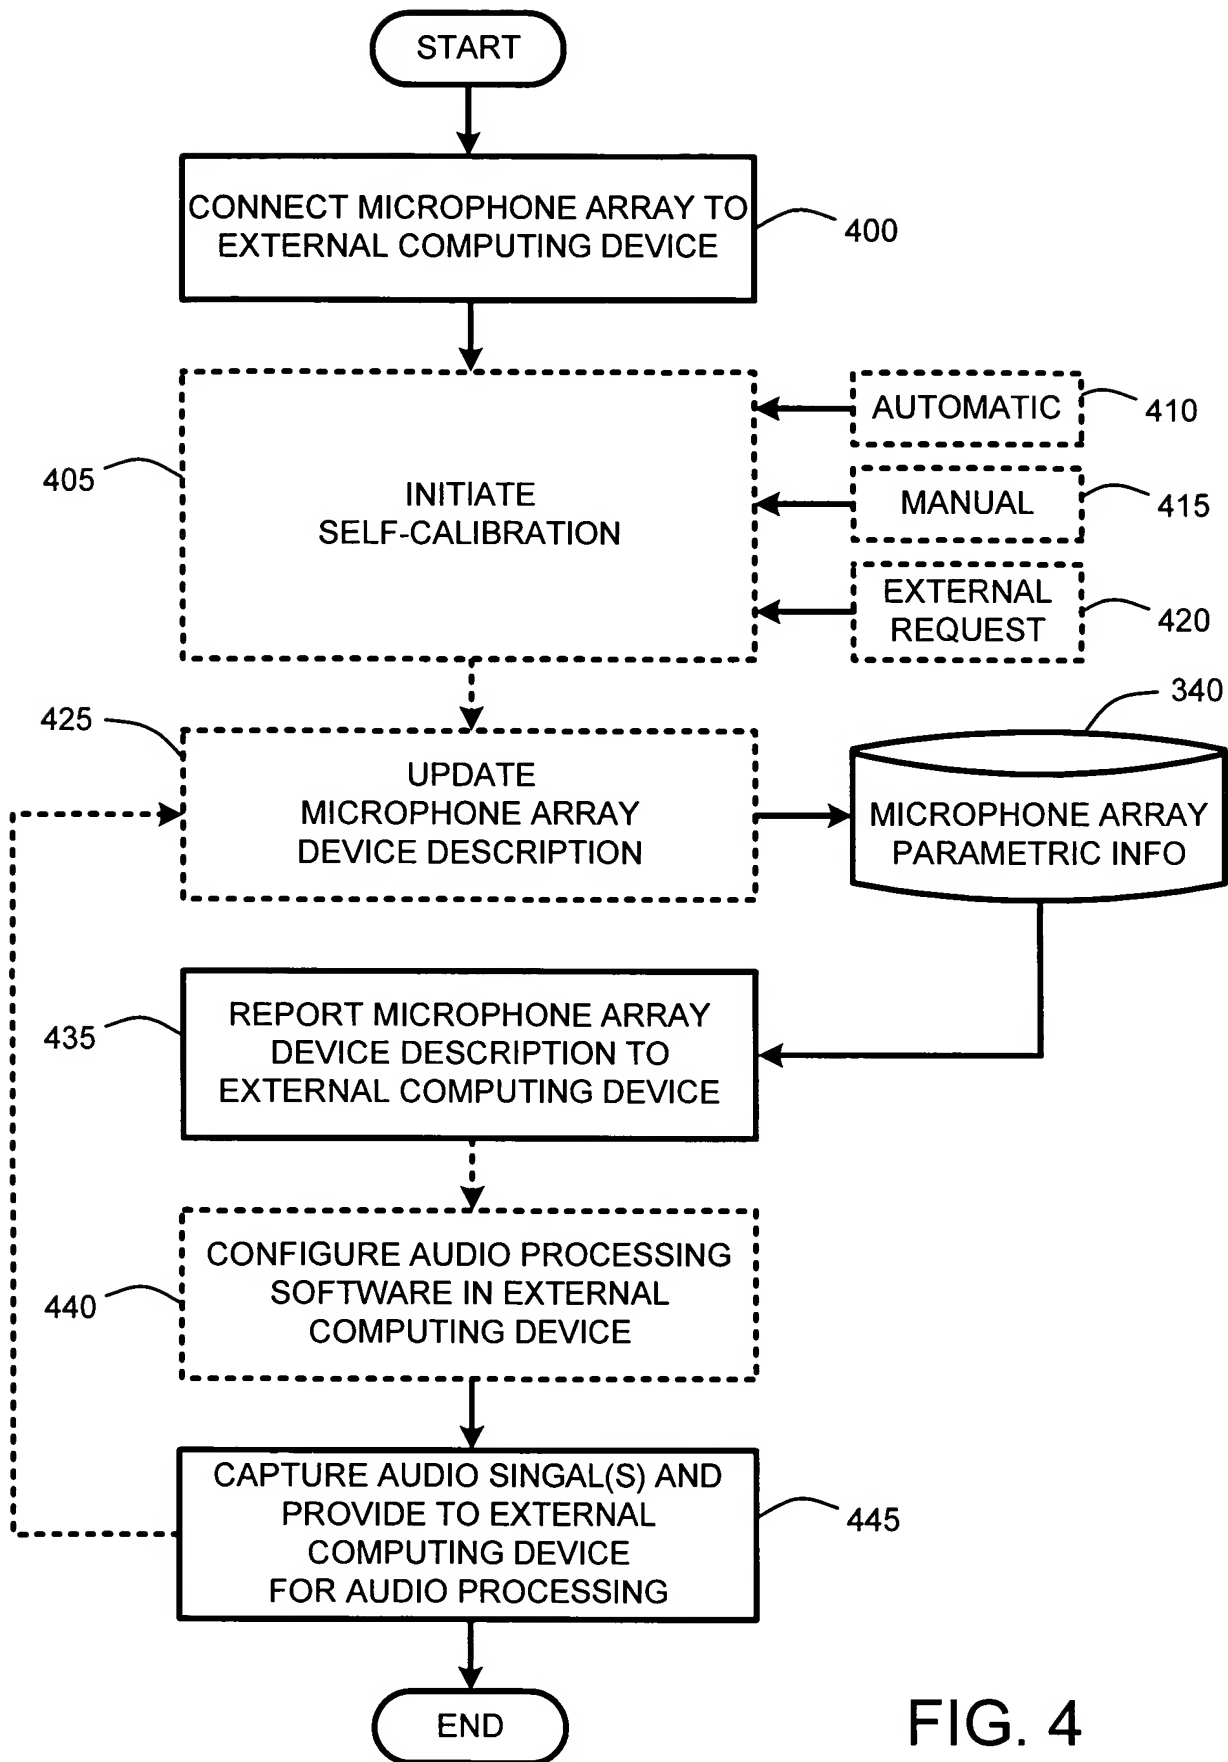 START
CONNECT MICROPHONE ARRAY TO
EXTERNAL COMPUTING DEVICE
400
405
INITIATE
SELF-CALIBRATION
AUTOMATIC
410
MANUAL
415
EXTERNAL
REQUEST
420
425
UPDATE
MICROPHONE ARRAY
DEVICE DESCRIPTION
340
MICROPHONE ARRAY
PARAMETRIC INFO
435
REPORT MICROPHONE ARRAY
DEVICE DESCRIPTION TO
EXTERNAL COMPUTING DEVICE
440
CONFIGURE AUDIO PROCESSING
SOFTWARE IN EXTERNAL
COMPUTING DEVICE
CAPTURE AUDIO SINGAL(S) AND
PROVIDE TO EXTERNAL
COMPUTING DEVICE
FOR AUDIO PROCESSING
445
END
FIG. 4